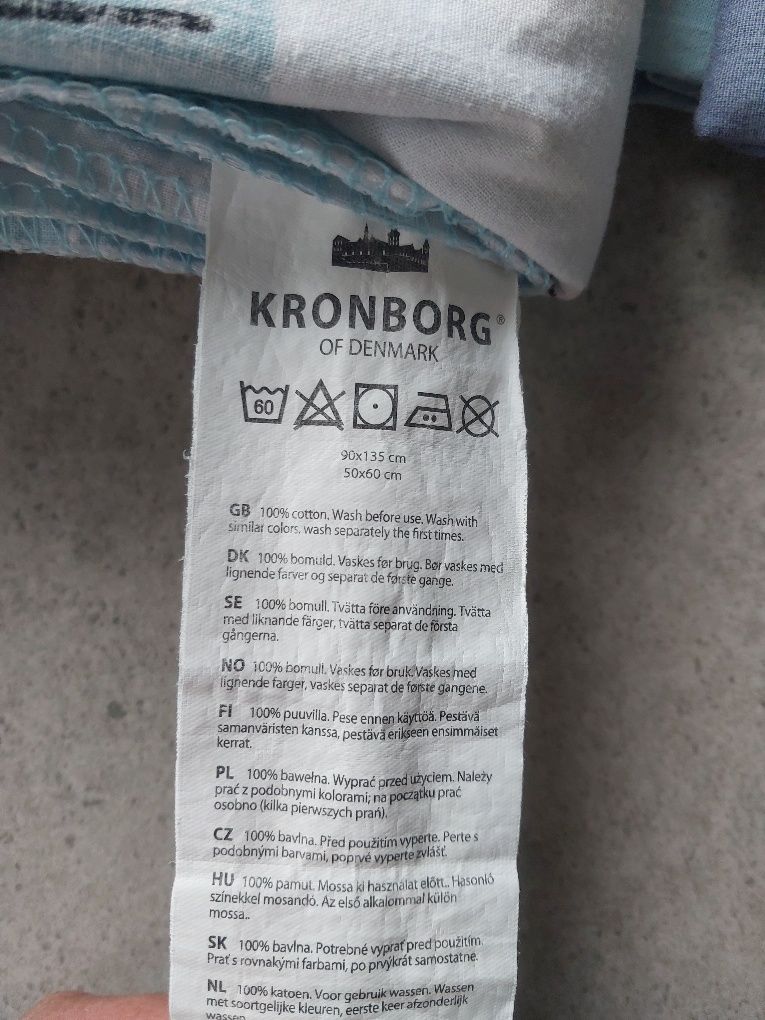 KRONBORG®
OF DENMARK
60
90x135 cm
50x60 cm
GB 100% cotton. Wash before use. Wash with
similar colors, wash separately the first times.
DK 100% bomuld. Vaskes før brug. Bør vaskes med
lignende farver og separat de første gange.
SE 100% bomull. Tvätta före användning. Tvätta
med liknande färger, tvätta separat de första
gångerna.
NO 100% bomull. Vaskes før bruk. Vaskes med
lignende farger, vaskes separat de første gangene.
FI 100% puuvilla. Pese ennen käyttöä. Pestävä
samanväristen kanssa, pestävä erikseen ensimmäiset
kerrat.
PL 100% bawełna. Wyprać przed użyciem. Należy
prać z podobnymi kolorami; na początku prać
osobno (kilka pierwszych prań).
CZ 100% bavlna. Před použitím vyperte. Perte s
podobnými barvami, poprvé vyperte zvlášť.
HU 100% pamut. Mossa ki használat előtt.. Hasonló
színekkel mosandó. Az első alkalommal külön
mossa..
SK 100% bavlna. Potrebné vyprať pred použitím.
Prať s rovnakými farbami, po prvýkrát samostatne.
NL 100% katoen. Voor gebruik wassen. Wassen
met soortgelijke kleuren, eerste keer afzonderlijk
wassen